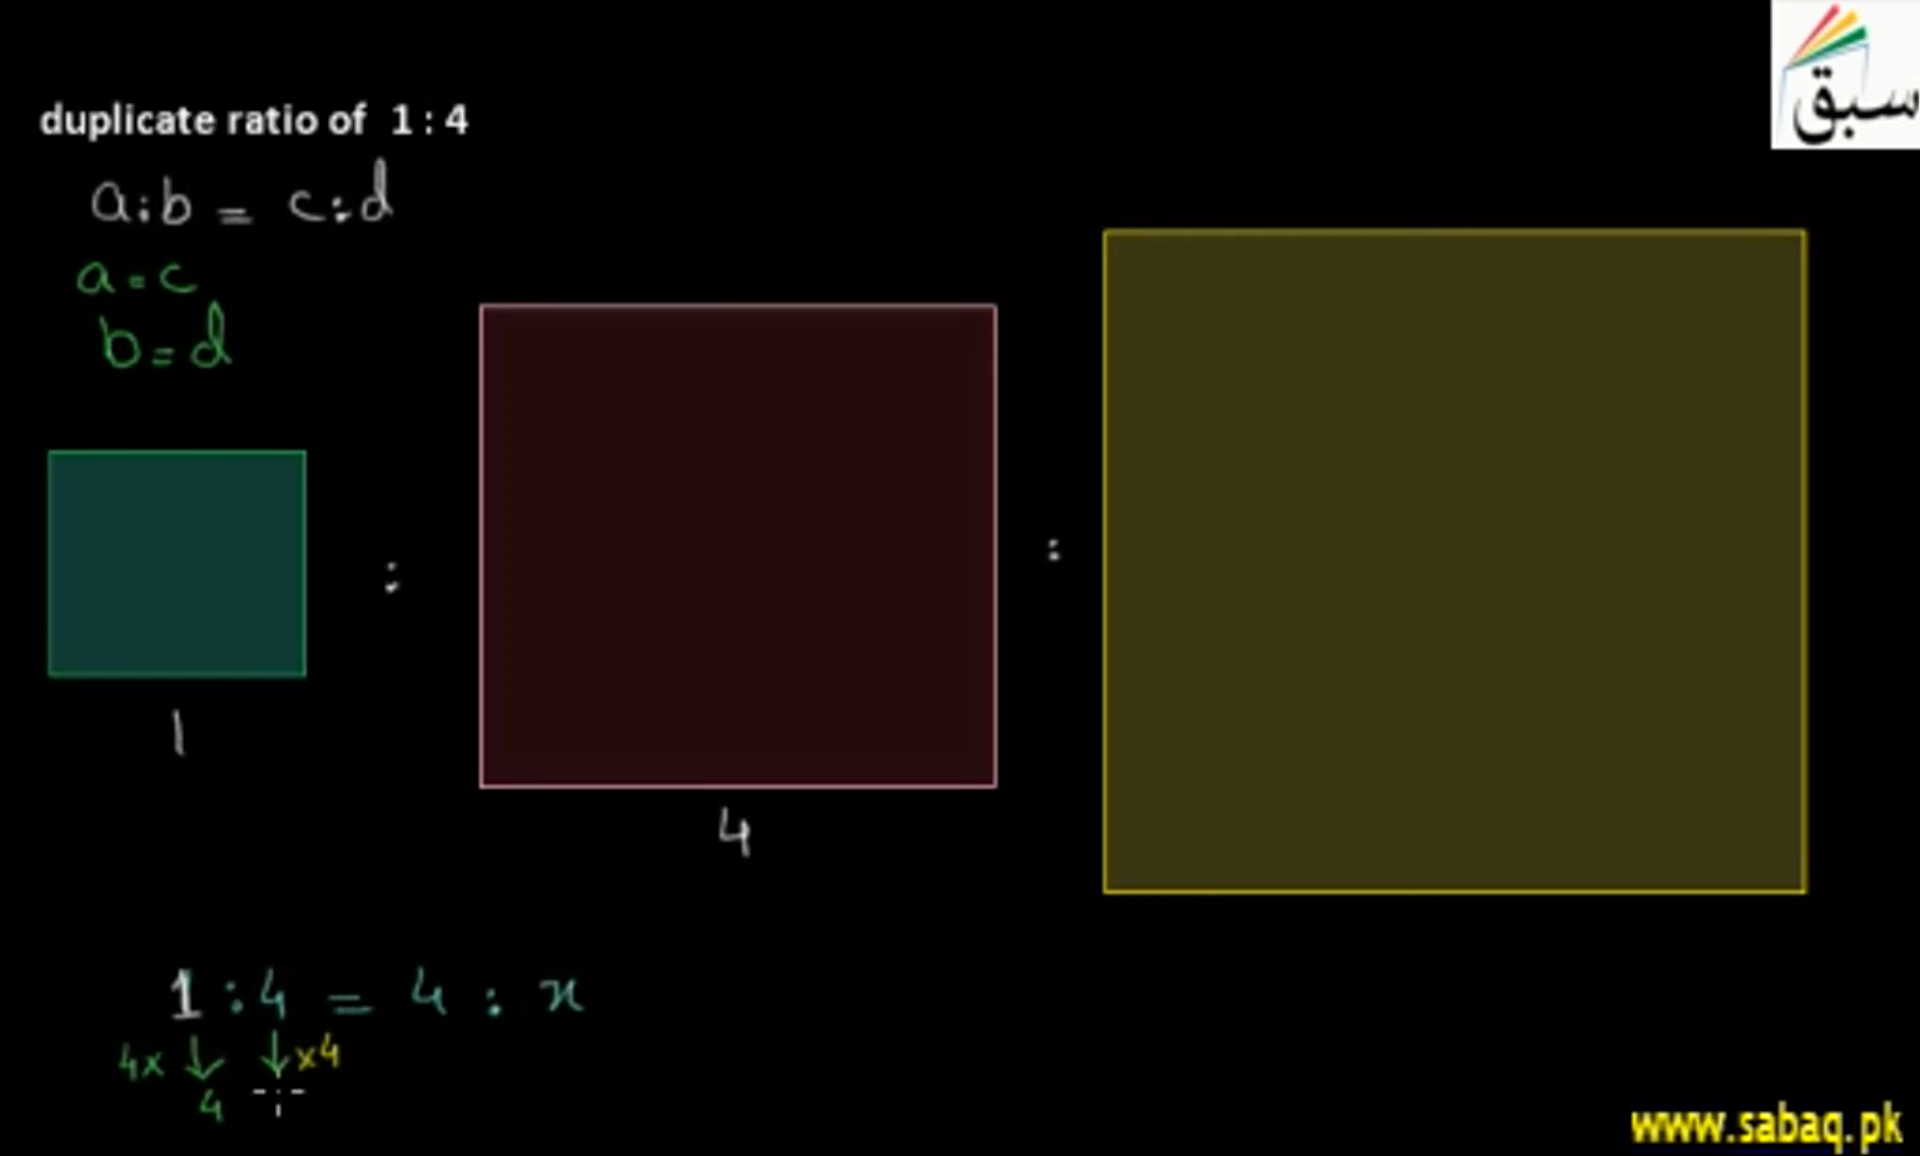 سبق
duplicate ratio of 1 : 4
a:b = c:d
a=c
b=d
:
:
1
4
1 : 4 = 4 : x
4x ↓ ↓ x4
4
www.sabaq.pk